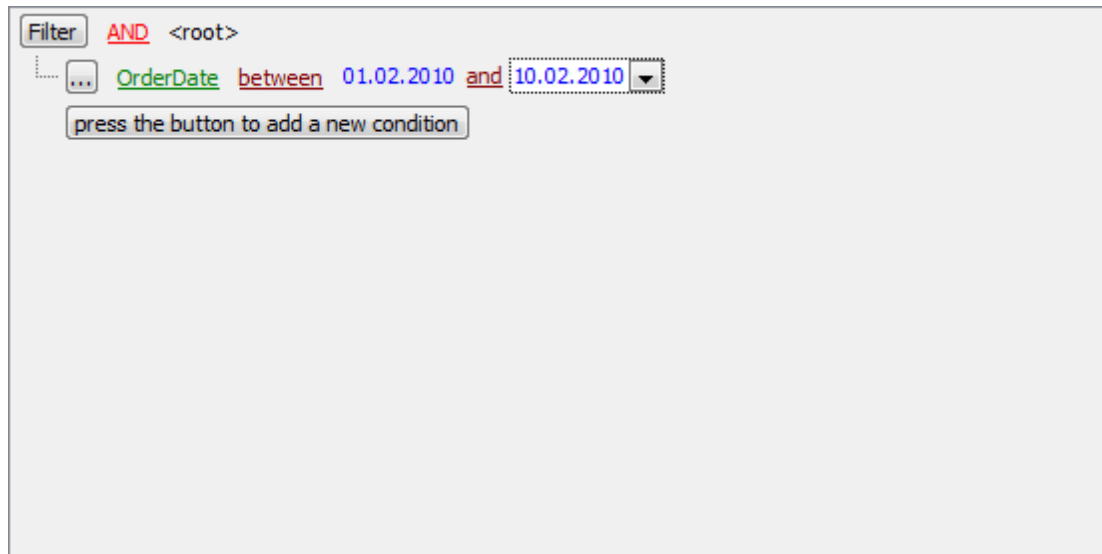 Filter AND <root>
... OrderDate between 01.02.2010 and 10.02.2010
press the button to add a new condition